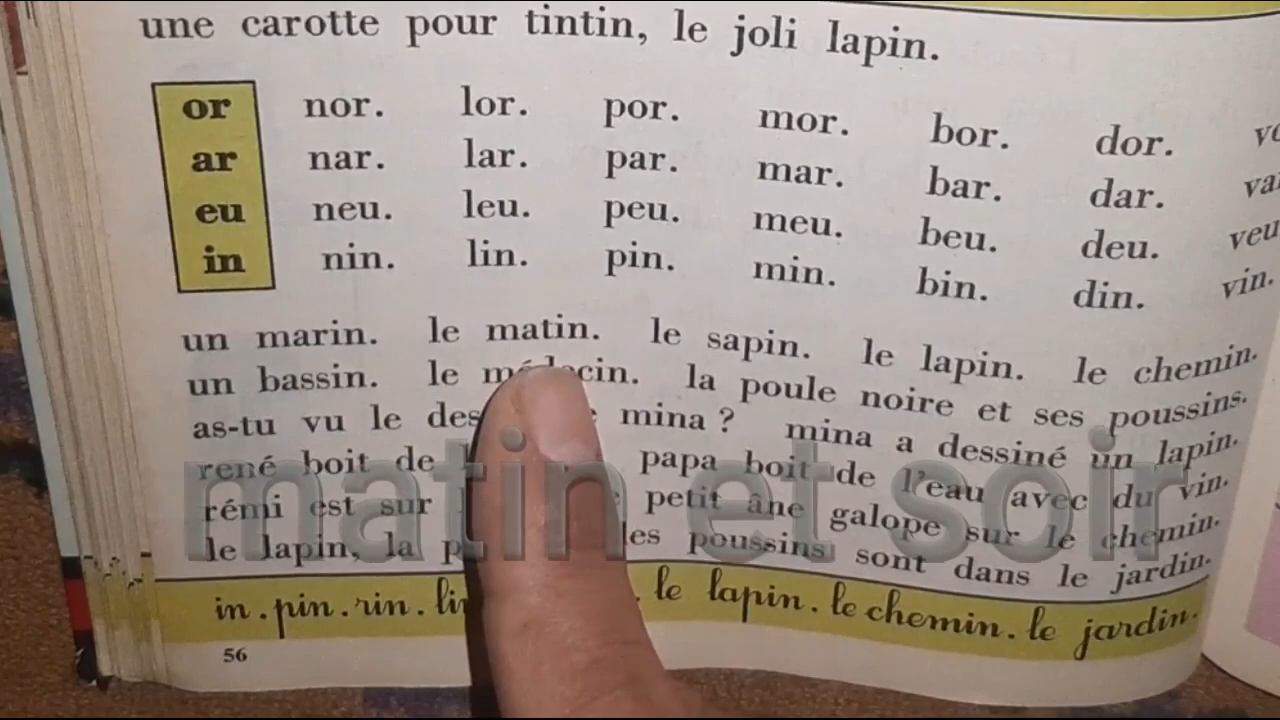 une carotte pour tintin, le joli lapin.
or nor. lor. por. mor. bor. dor.
ar nar. lar. par. mar. bar. dar.
eu neu. leu. peu. meu. beu. deu. veu
in nin. lin. pin. min. bin. din. vin.
un marin. le matin. le sapin. le lapin. le chemin.
un bassin. le médecin. la poule noire et ses poussins.
as-tu vu le mina ? mina a dessiné un lapin.
rené boit de papa boit de l'eau avec du vin.
rémi est sur petit âne galope sur le chemin.
le lapin, la les poussins sont dans le jardin.
in . pin . rin . le lapin . le chemin . le jardin .
56
matin et soir